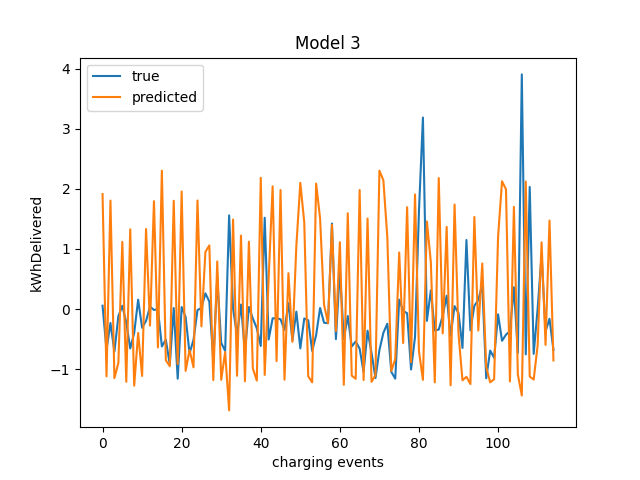 Model 3
true
predicted
kWhDelivered
4
3
2
1
0
−1
0 20 40 60 80 100
charging events